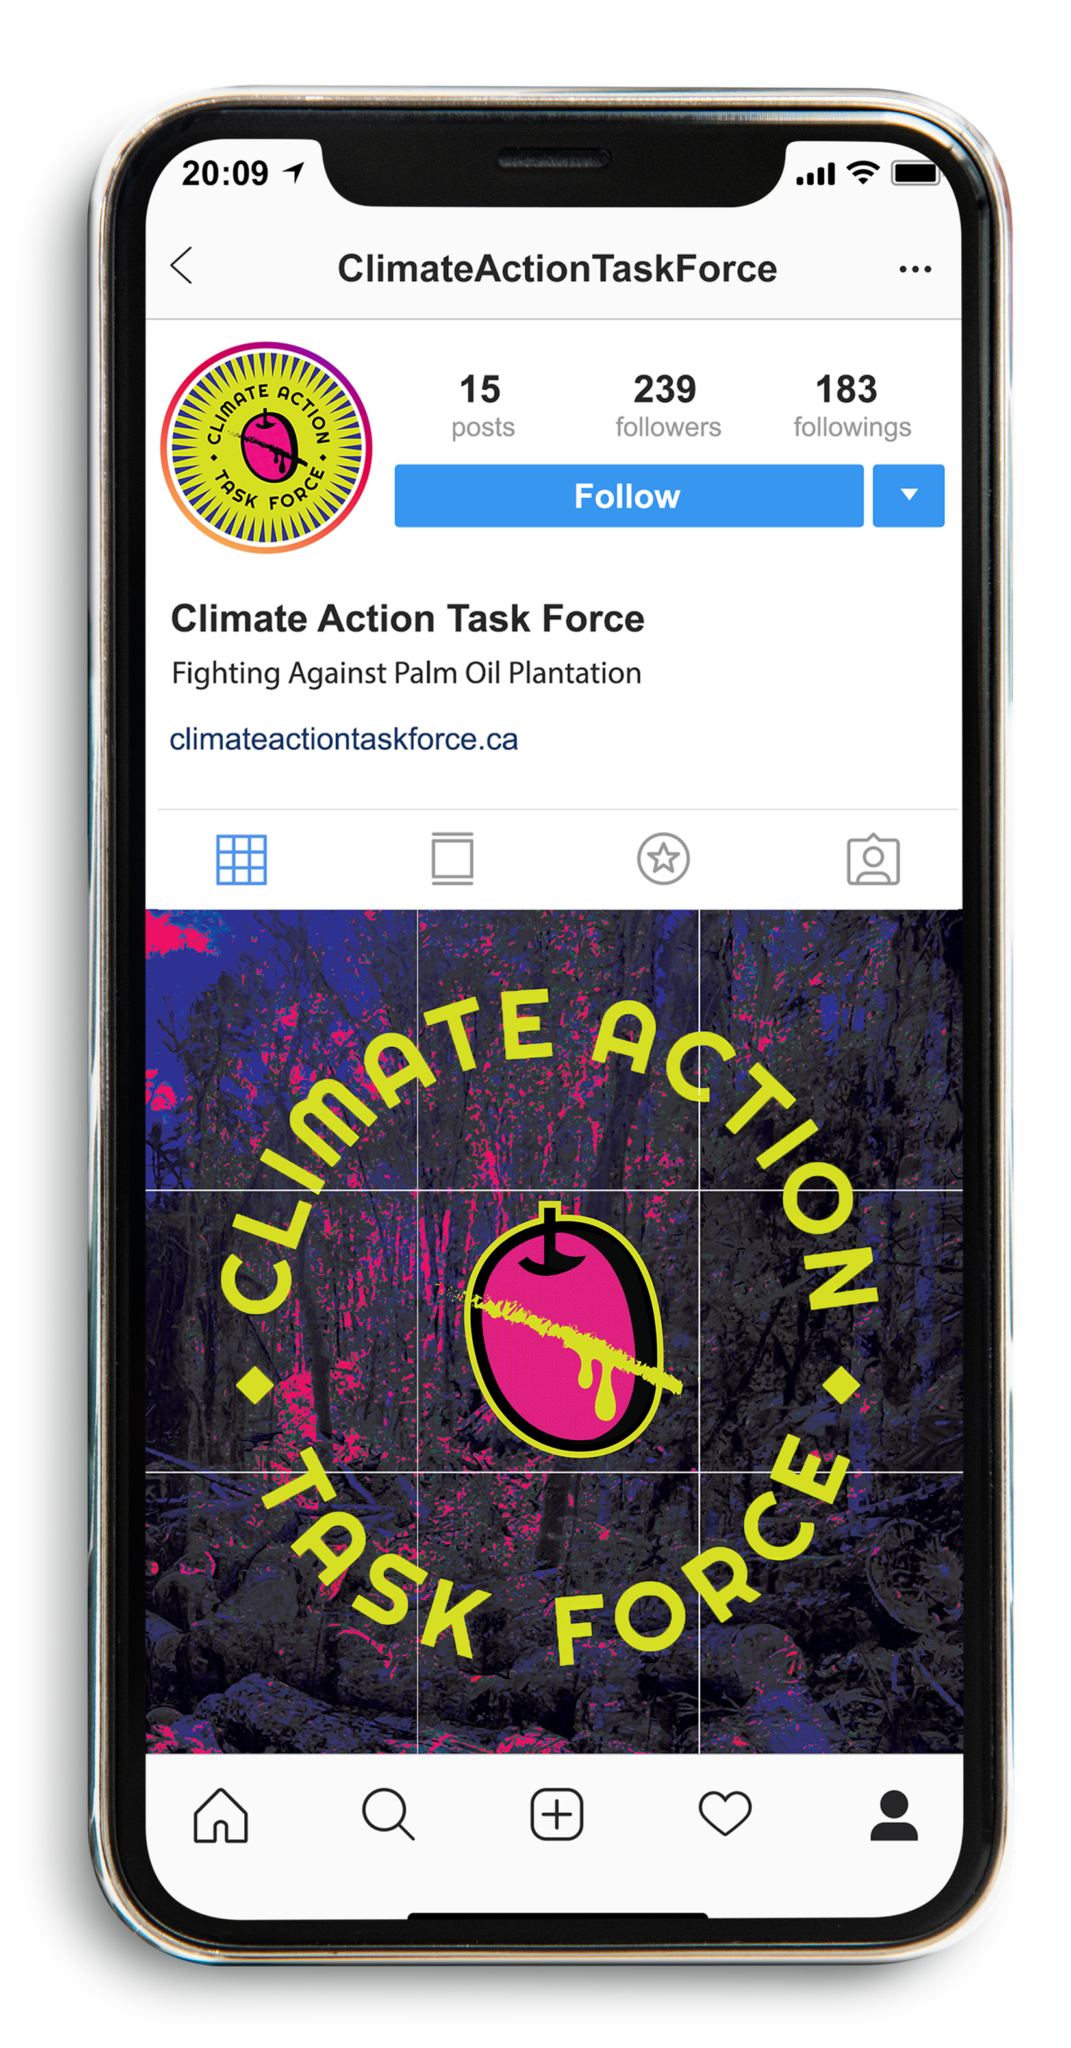 20:09
ClimateActionTaskForce
CLIMATE ACTION
TASK FORCE
15
239
183
posts
followers
followings
Follow
Climate Action Task Force
Fighting Against Palm Oil Plantation
climateactiontaskforce.ca
CLIMATE ACTION
TASK FORCE